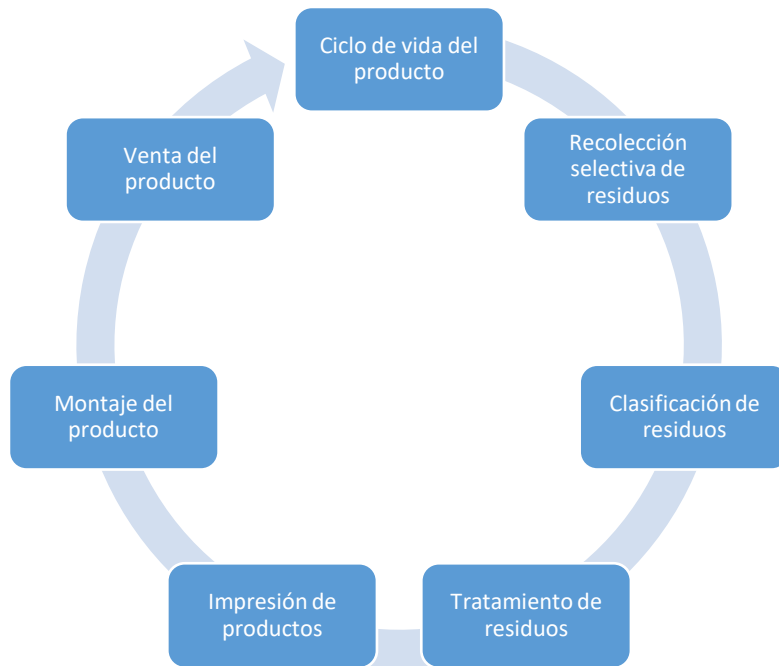 Ciclo de vida del
producto
Recolección
selectiva de
residuos
Clasificación de
residuos
Tratamiento de
residuos
Impresión de
productos
Montaje del
producto
Venta del
producto